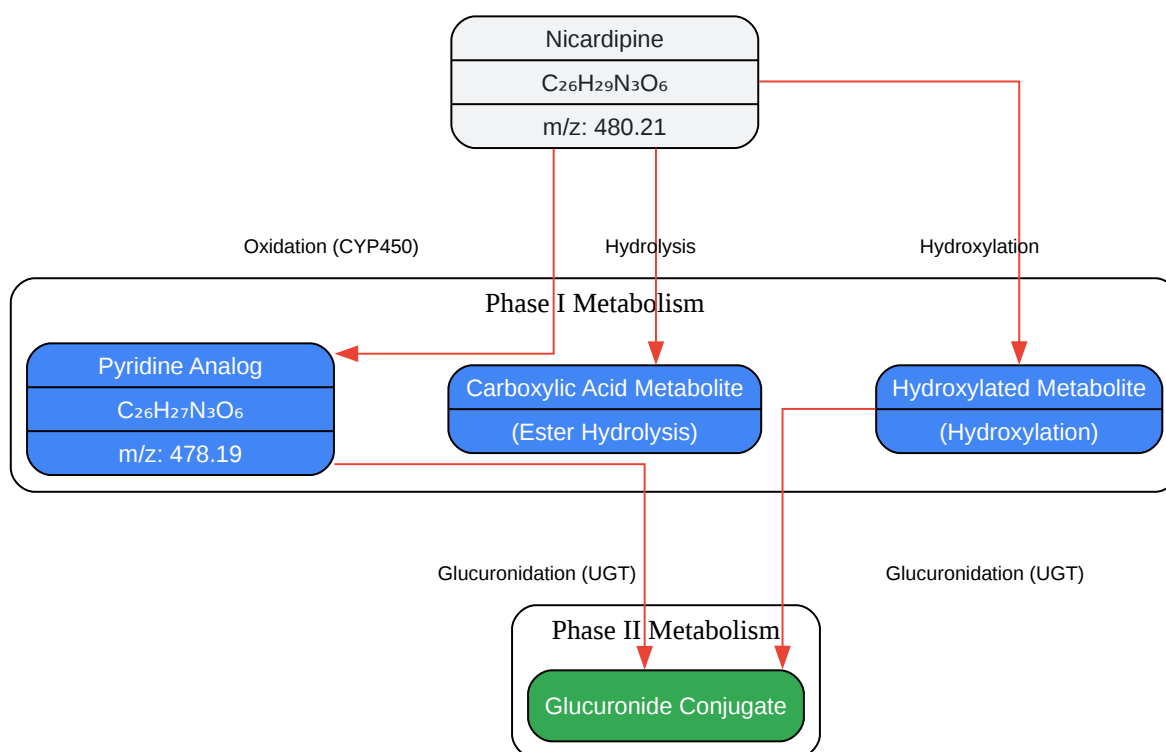 Nicardipine
C₂₆H₂₉N₃O₆
m/z: 480.21
Oxidation (CYP450)
Hydrolysis
Hydroxylation
Phase I Metabolism
Pyridine Analog
C₂₆H₂₇N₃O₆
m/z: 478.19
Carboxylic Acid Metabolite
(Ester Hydrolysis)
Hydroxylated Metabolite
(Hydroxylation)
Glucuronidation (UGT)
Glucuronidation (UGT)
Phase II Metabolism
Glucuronide Conjugate